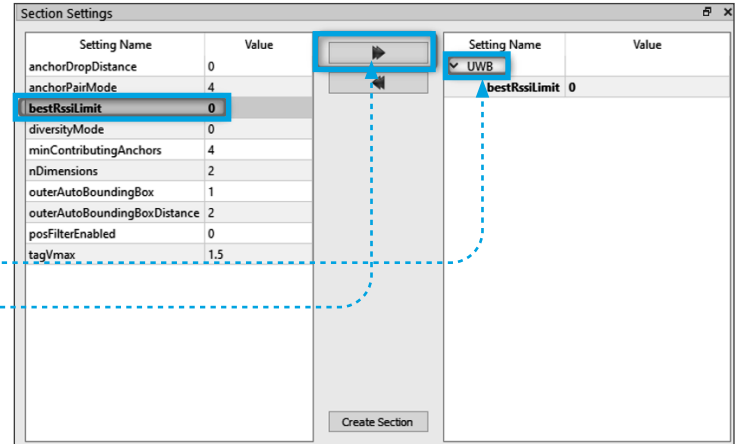 Section Settings
Setting Name Value
anchorDropDistance 0
anchorPairMode 4
bestRssiLimit 0
diversityMode 0
minContributingAnchors 4
nDimensions 2
outerAutoBoundingBox 1
outerAutoBoundingBoxDistance 2
posFilterEnabled 0
tagVmax 1.5
Create Section
Setting Name Value
UWB
bestRssiLimit 0